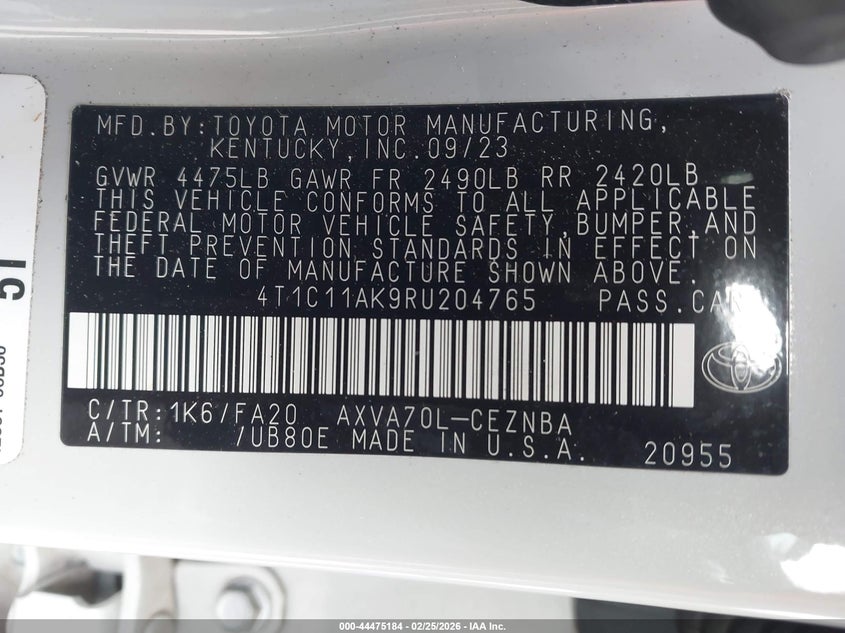 MFD.BY:TOYOTA MOTOR MANUFACTURING,
KENTUCKY,INC.09/23
GVWR 4475LB GAWR FR 2490LB RR 2420LB
THIS VEHICLE CONFORMS TO ALL APPLICABLE
FEDERAL MOTOR VEHICLE SAFETY,BUMPER,AND
THEFT PREVENTION STANDARDS IN EFFECT ON
THE DATE OF MANUFACTURE SHOWN ABOVE.
4T1C11AK9RU204765 PASS.CAR
C/TR:1K6/FA20 AXVA70L-CEZNBA
A/TM: /UB80E MADE IN U.S.A. 20955
000-44475184 - 02/25/2026 - IAA Inc.